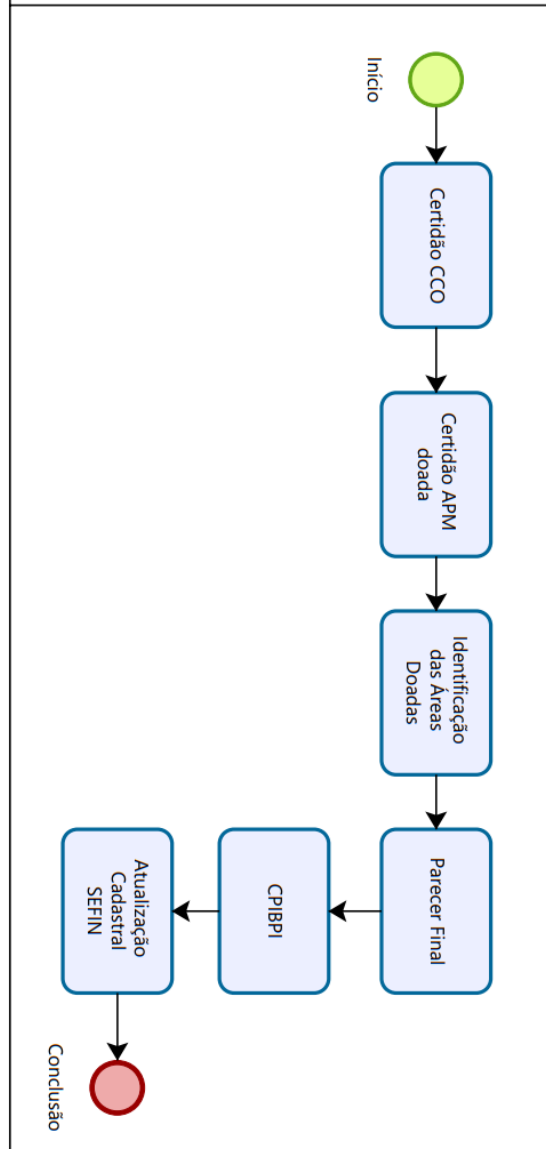 Início
Certidão CCO
Certidão APM
doada
Identificação
das Áreas
Doadas
Parecer Final
CPIBPI
Atualização
Cadastral
SEFIN
Conclusão